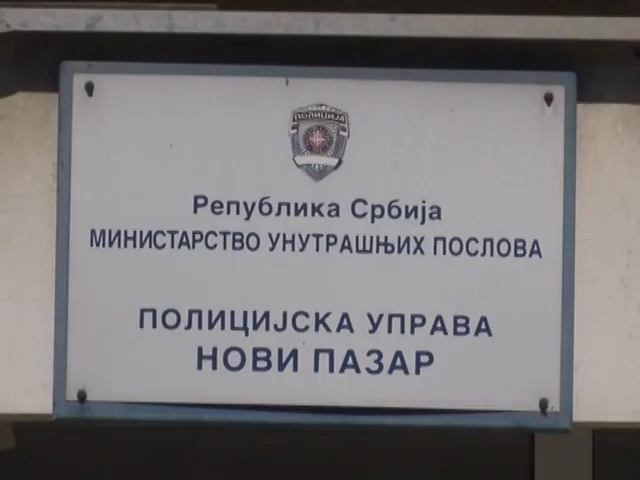 ПОЛИЦИЈА
Република Србија
МИНИСТАРСТВО УНУТРАШЊИХ ПОСЛОВА
ПОЛИЦИЈСКА УПРАВА
НОВИ ПАЗАР